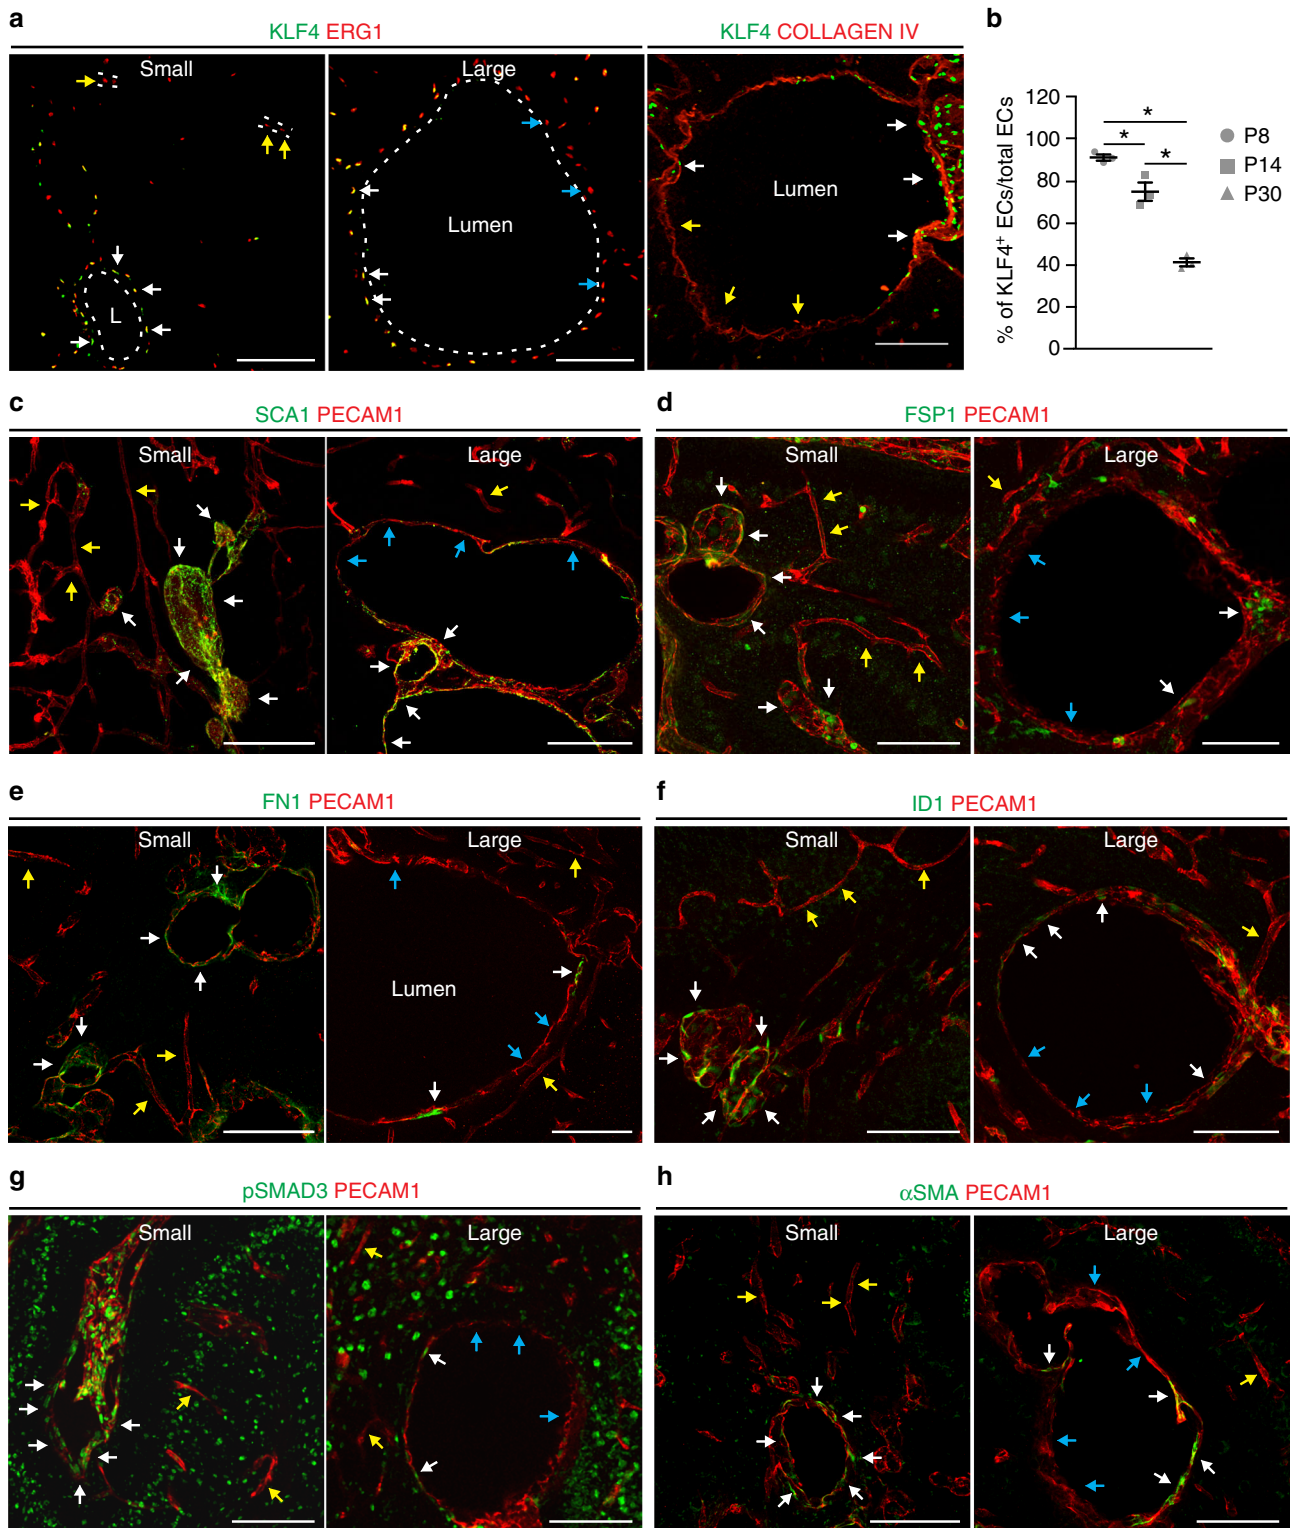 a
KLF4 ERG1
KLF4 COLLAGEN IV
Small
L
Large
Lumen
Lumen
b
% of KLF4+ ECs/total ECs
120
100
80
60
40
20
0
* * *
P8
P14
P30
c
SCA1 PECAM1
Small
Large
d
FSP1 PECAM1
Small
Large
e
FN1 PECAM1
Small
Large
Lumen
f
ID1 PECAM1
Small
Large
g
pSMAD3 PECAM1
Small
Large
h
αSMA PECAM1
Small
Large